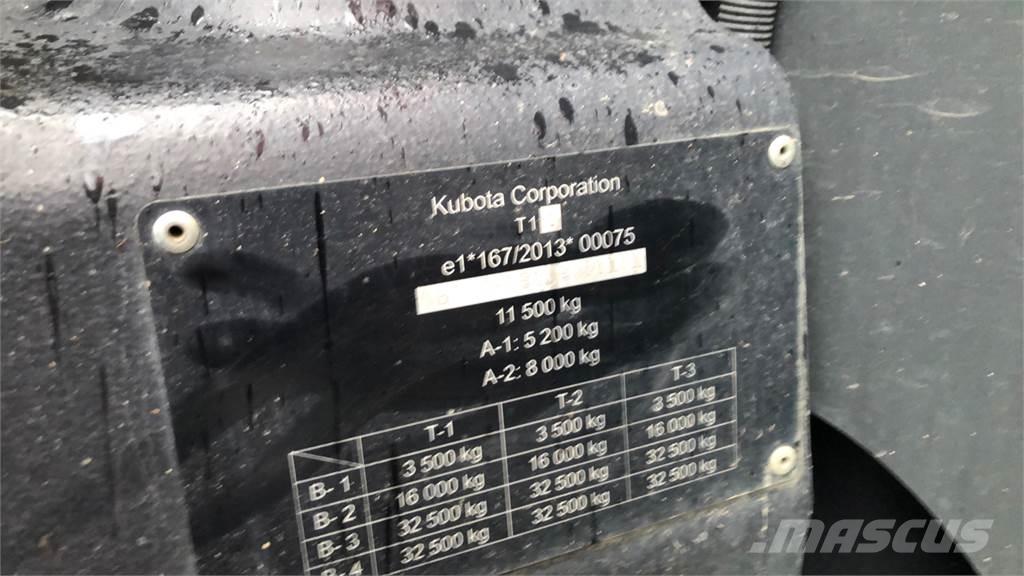 Kubota Corporation
T1
e1*167/2013* 00075
11 500 kg
A-1: 5 200 kg
A-2: 8 000 kg
T-1 T-2 T-3
B- 1 3 500 kg 3 500 kg 3 500 kg
B- 2 16 000 kg 16 000 kg 16 000 kg
B- 3 32 500 kg 32 500 kg 32 500 kg
B- 4 32 500 kg 32 500 kg 32 500 kg
MASCUS